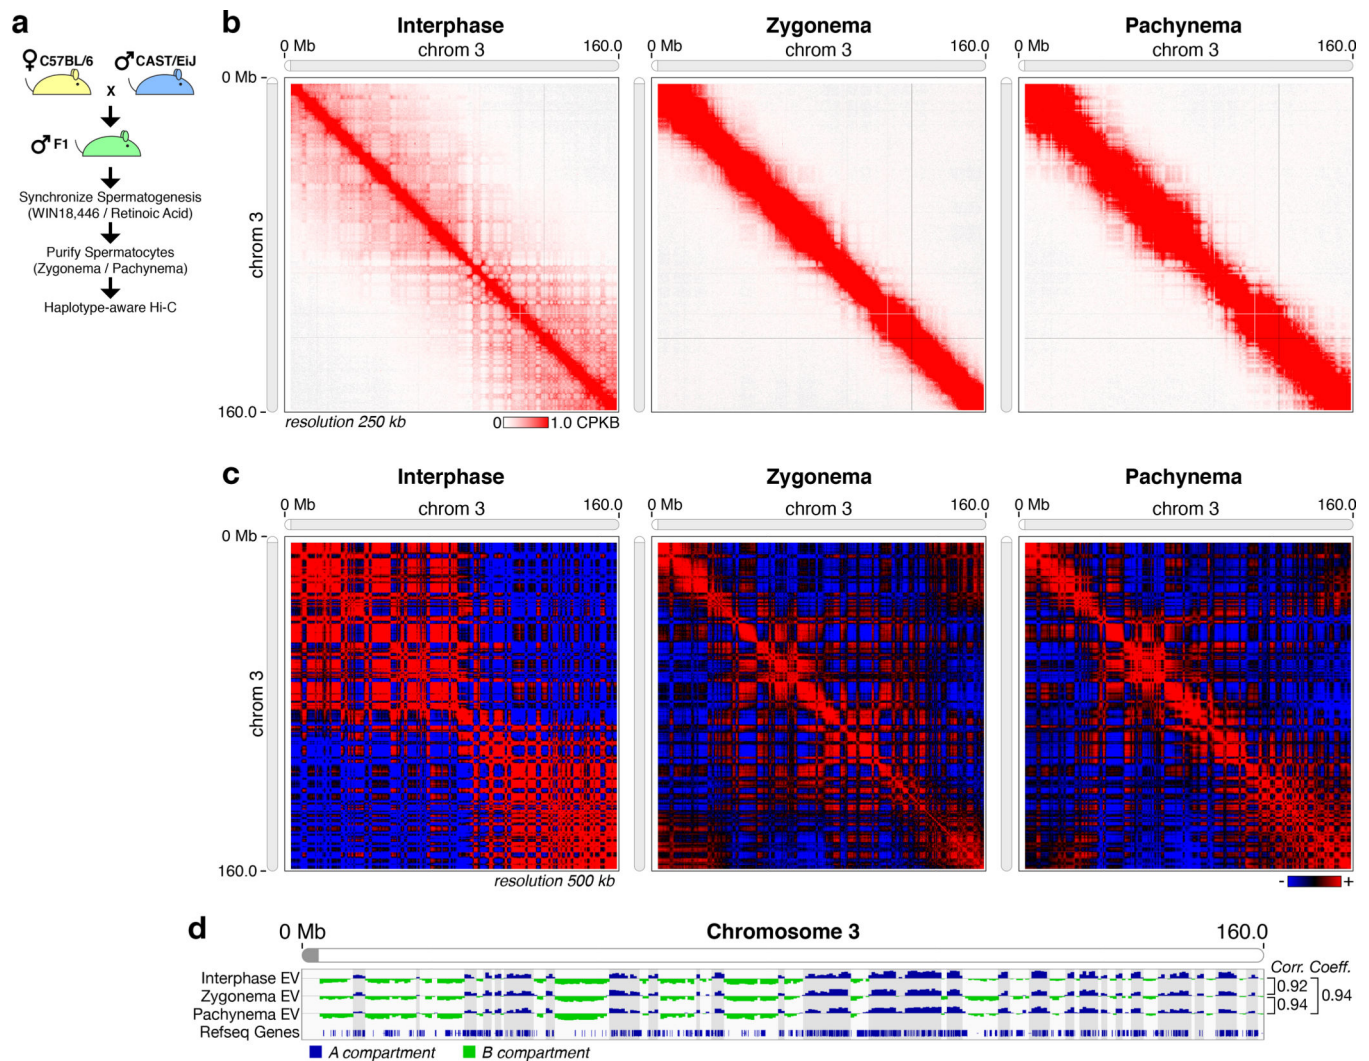 a
♀ C57BL/6 ♂ CAST/EiJ
x
♂ F1
Synchronize Spermatogenesis
(WIN18,446 / Retinoic Acid)
Purify Spermatocytes
(Zygonema / Pachynema)
Haplotype-aware Hi-C
b
Interphase
Zygonema
Pachynema
0 Mb chrom 3 160.0
0 Mb chrom 3 160.0
0 Mb chrom 3 160.0
0 Mb
chrom 3
160.0
resolution 250 kb
0 1.0 CPKB
c
Interphase
Zygonema
Pachynema
0 Mb chrom 3 160.0
0 Mb chrom 3 160.0
0 Mb chrom 3 160.0
0 Mb
chrom 3
160.0
resolution 500 kb
- +
d
0 Mb Chromosome 3 160.0
Interphase EV
Zygonema EV
Pachynema EV
Refseq Genes
Corr. Coeff.
0.92
0.94
0.94
A compartment B compartment